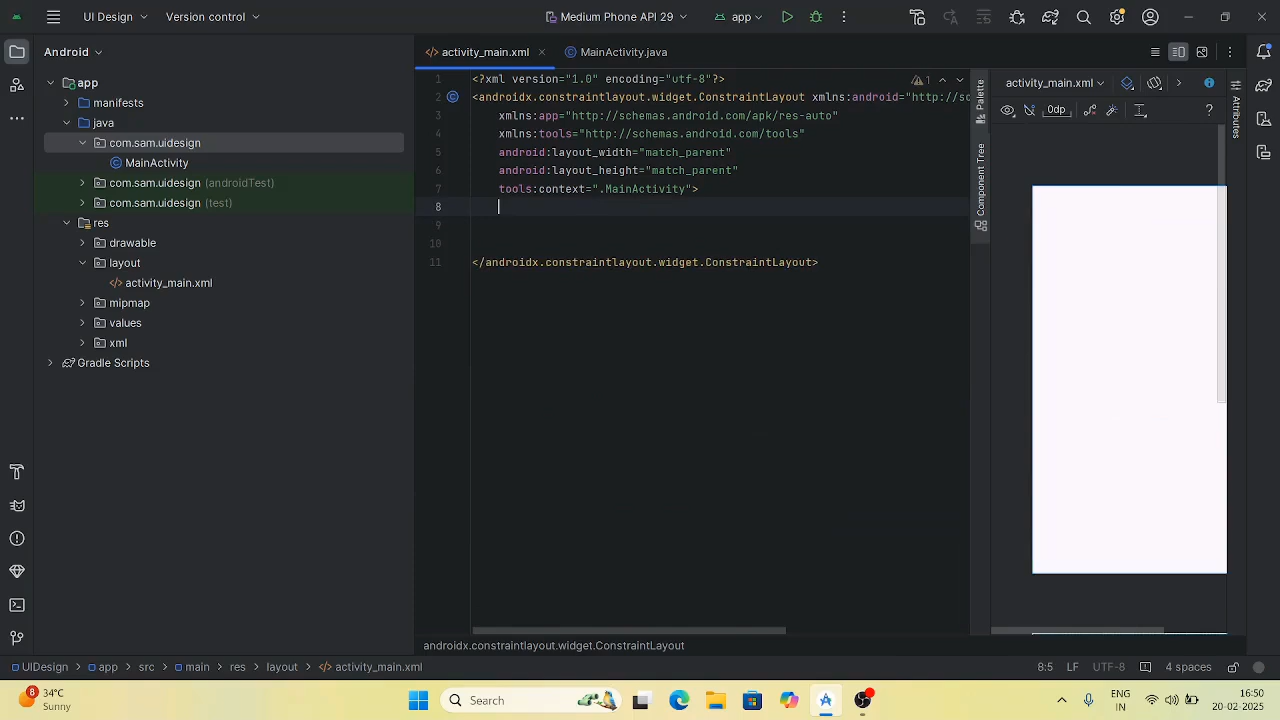 UI Design
Version control
Medium Phone API 29
app
Android
activity_main.xml
MainActivity.java
app
manifests
java
com.sam.uidesign
MainActivity
com.sam.uidesign (androidTest)
com.sam.uidesign (test)
res
drawable
layout
activity_main.xml
mipmap
values
xml
Gradle Scripts
1 <?xml version="1.0" encoding="utf-8"?>
2 <androidx.constraintlayout.widget.ConstraintLayout xmlns:android="http://sc
3 xmlns:app="http://schemas.android.com/apk/res-auto"
4 xmlns:tools="http://schemas.android.com/tools"
5 android:layout_width="match_parent"
6 android:layout_height="match_parent"
7 tools:context=".MainActivity">
8
9
10
11 </androidx.constraintlayout.widget.ConstraintLayout>
1
Palette
Component Tree
activity_main.xml
0dp
?
Attributes
androidx.constraintlayout.widget.ConstraintLayout
UIDesign
app
src
main
res
layout
activity_main.xml
8:5
LF
UTF-8
4 spaces
8
34°C
Sunny
Search
ENG
IN
16:50
20-02-2025